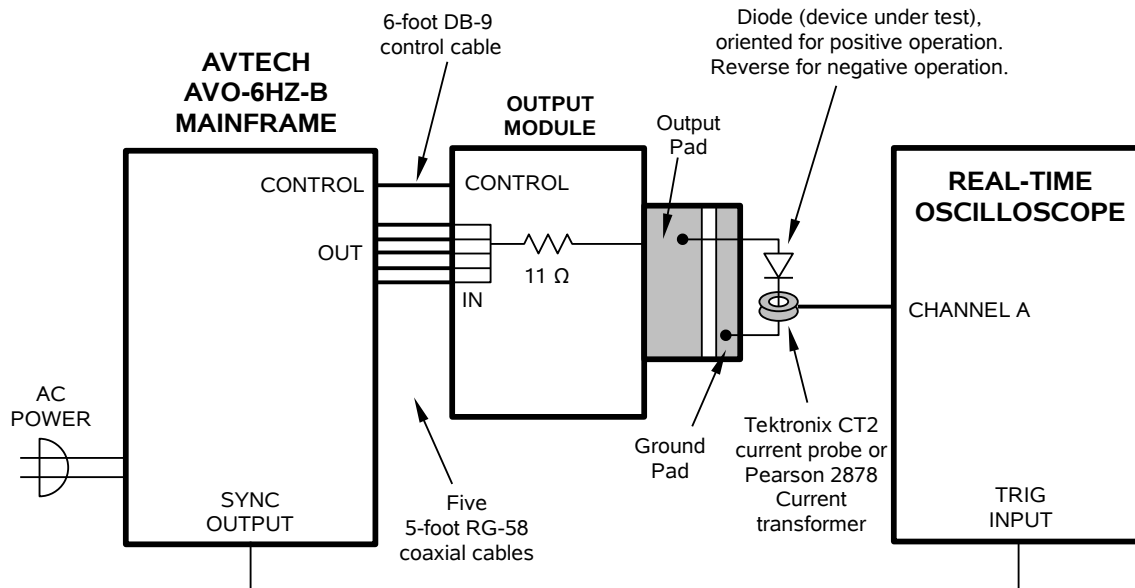 6-foot DB-9
control cable
Diode (device under test),
oriented for positive operation.
Reverse for negative operation.
AVTECH
AVO-6HZ-B
MAINFRAME
OUTPUT
MODULE
Output
Pad
CONTROL
CONTROL
REAL-TIME
OSCILLOSCOPE
OUT
11 Ω
IN
CHANNEL A
AC
POWER
Ground
Pad
Tektronix CT2
current probe or
Pearson 2878
Current
transformer
SYNC
OUTPUT
Five
5-foot RG-58
coaxial cables
TRIG
INPUT